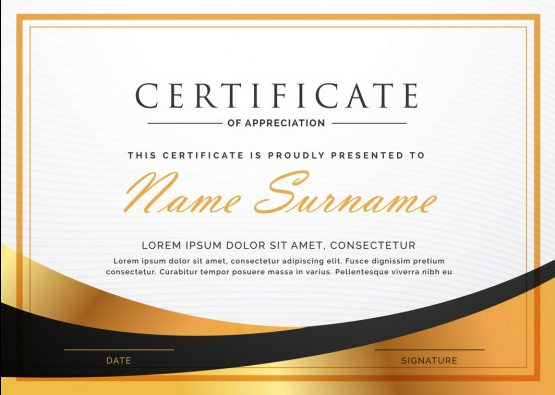 CERTIFICATE
OF APPRECIATION
THIS CERTIFICATE IS PROUDLY PRESENTED TO
Name Surname
LOREM IPSUM DOLOR SIT AMET, CONSECTETUR
Lorem ipsum dolor sit amet, consectetur adipiscing elit. Fusce dignissim pretium
consectetur. Curabitur tempor posuere massa in varius. Pellentesque viverra nibh eu
DATE
SIGNATURE